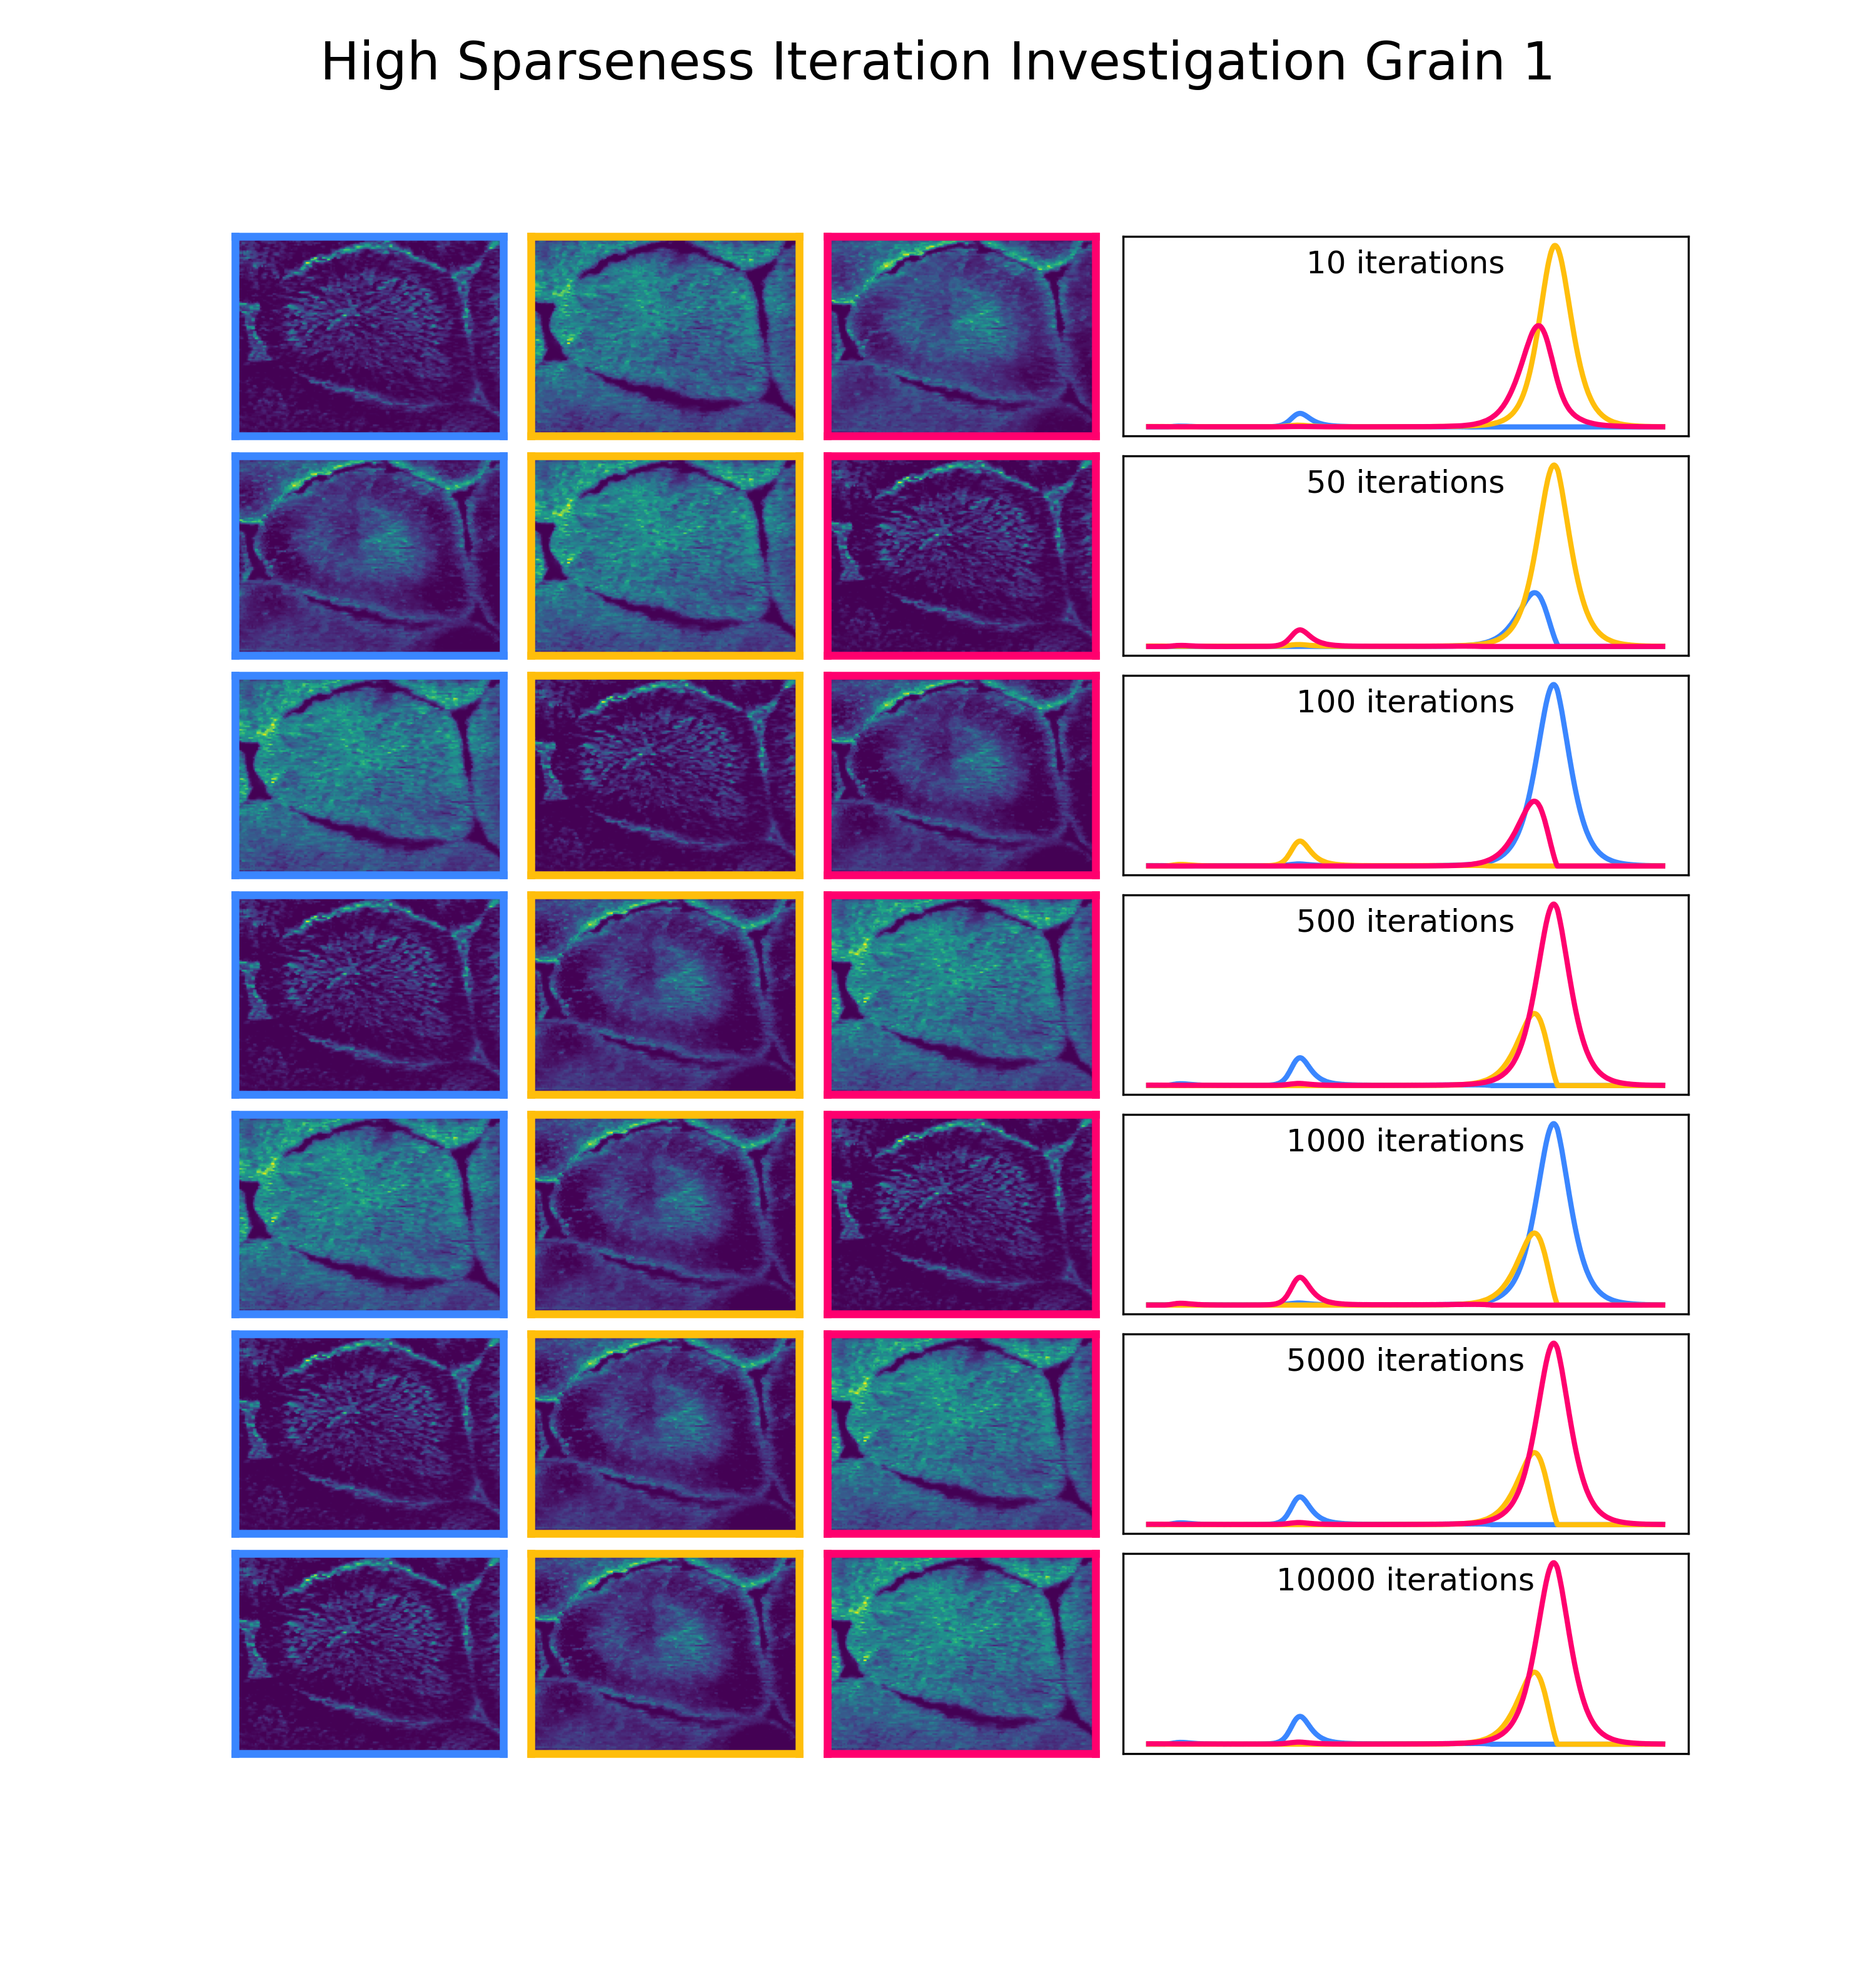 High Sparseness Iteration Investigation Grain 1
10 iterations
50 iterations
100 iterations
500 iterations
1000 iterations
5000 iterations
10000 iterations